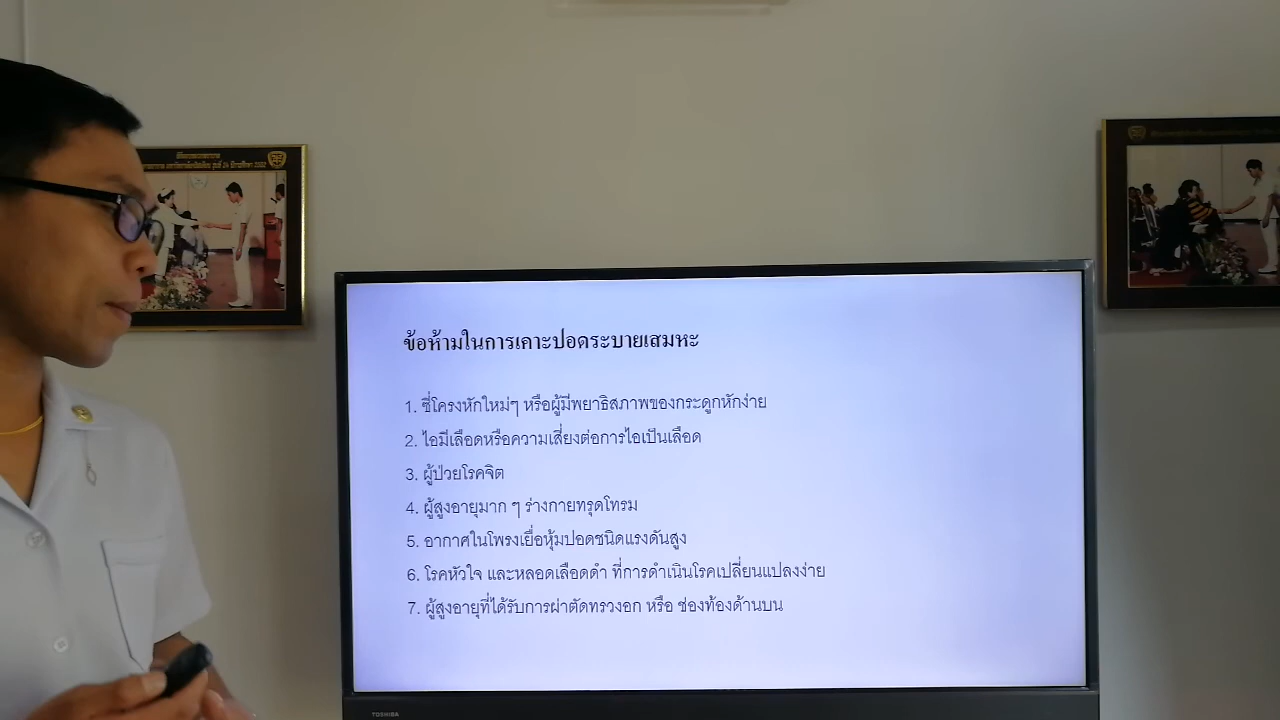 ข้อห้ามในการเคาะปอดระบายเสมหะ
1. ซี่โครงหักใหม่ๆ หรือผู้มีพยาธิสภาพของกระดูกหักง่าย
2. ไอมีเลือดหรือความเสี่ยงต่อการไอเป็นเลือด
3. ผู้ป่วยโรคจิต
4. ผู้สูงอายุมาก ๆ ร่างกายทรุดโทรม
5. อากาศในโพรงเยื่อหุ้มปอดชนิดแรงดันสูง
6. โรคหัวใจ และหลอดเลือดดำ ที่การดำเนินโรคเปลี่ยนแปลงง่าย
7. ผู้สูงอายุที่ได้รับการผ่าตัดทรวงอก หรือ ช่องท้องด้านบน
TOSHIBA